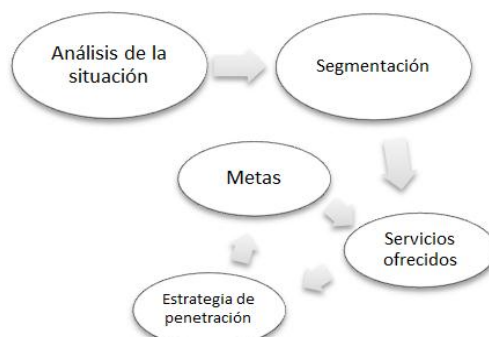 Análisis de la
situación
Segmentación
Metas
Servicios
ofrecidos
Estrategia de
penetración